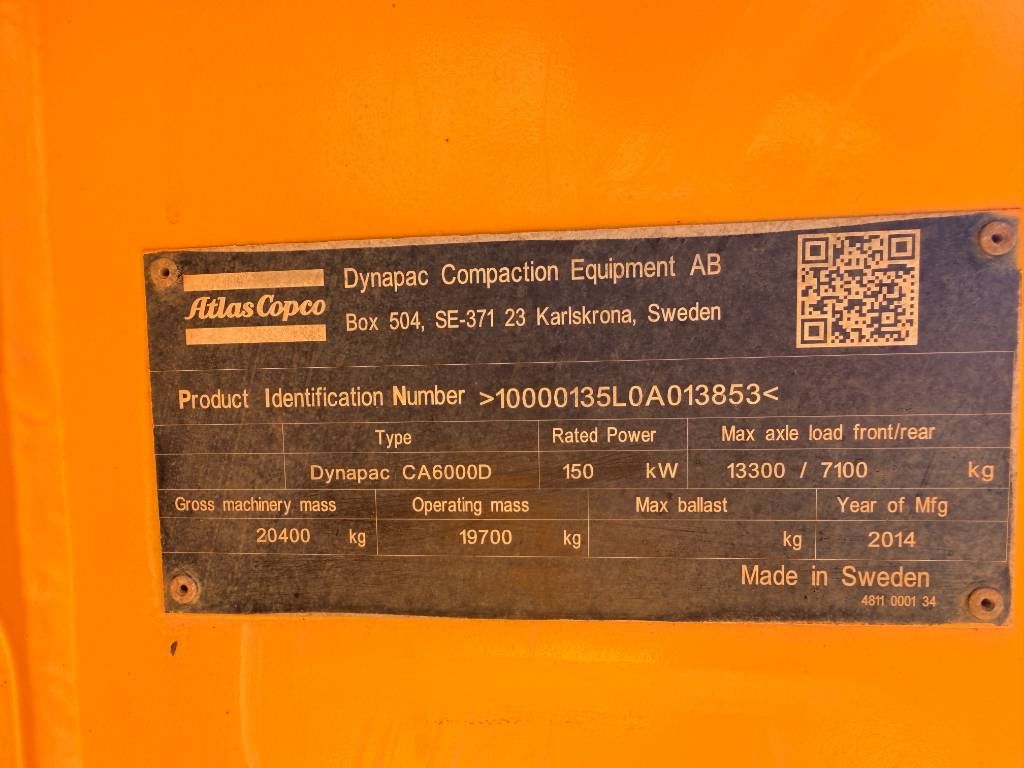 Atlas Copco
Dynapac Compaction Equipment AB
Box 504, SE-371 23 Karlskrona, Sweden
Product Identification Number >10000135L0A013853<
Type Rated Power Max axle load front/rear
Dynapac CA6000D 150 kW 13300 / 7100 kg
Gross machinery mass Operating mass Max ballast Year of Mfg
20400 kg 19700 kg kg 2014
Made in Sweden
4811 0001 34